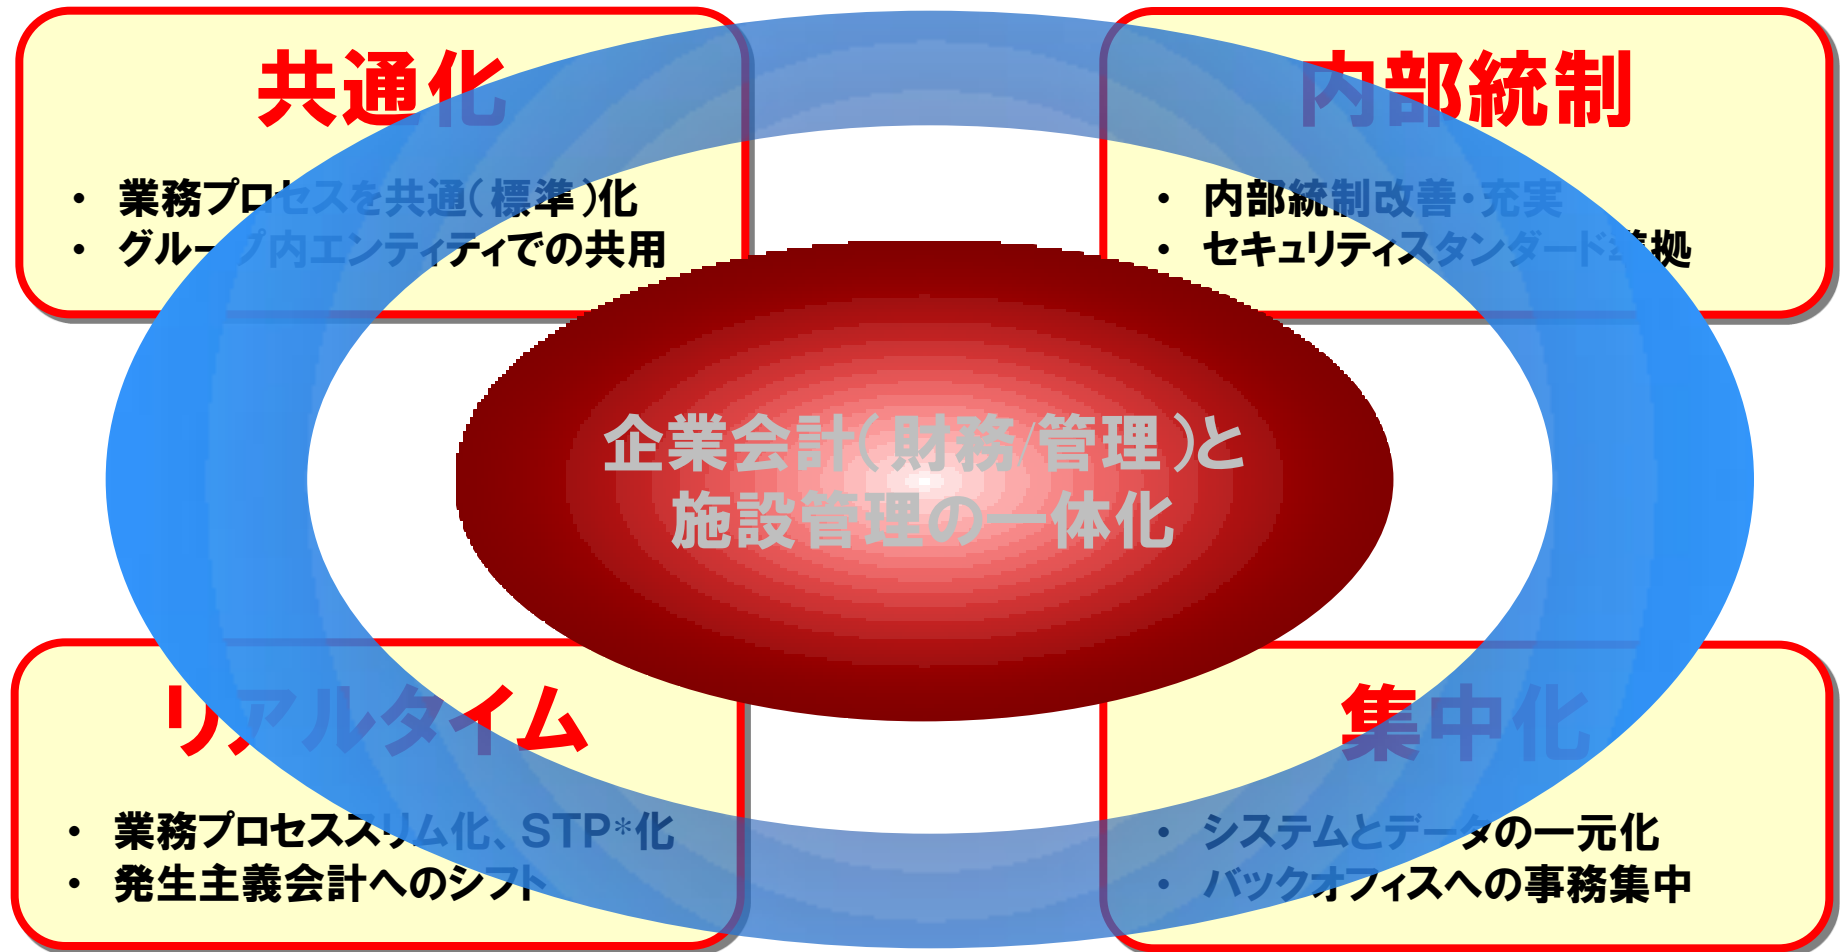 共通化
• 業務プロセスを共通(標準)化
• グループ内エンティティでの共用
内部統制
• 内部統制改善・充実
• セキュリティスタンダード準拠
企業会計(財務/管理)と
施設管理の一体化
リアルタイム
• 業務プロセススリム化、STP*化
• 発生主義会計へのシフト
集中化
• システムとデータの一元化
• バックオフィスへの事務集中